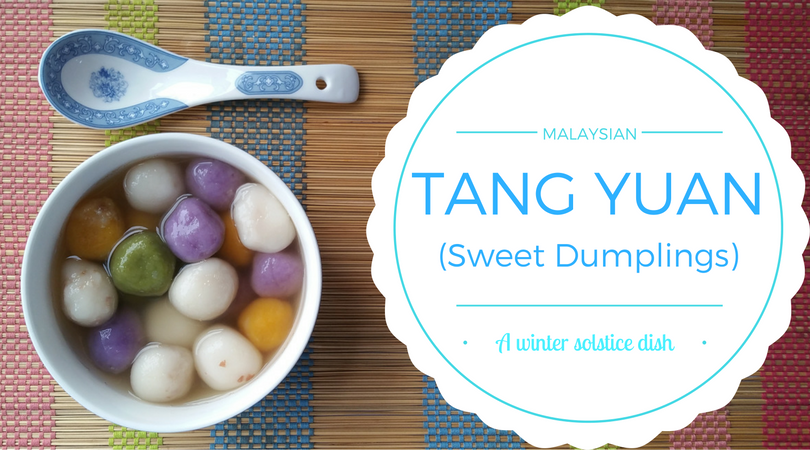 MALAYSIAN
TANG YUAN
(Sweet Dumplings)
A winter solstice dish